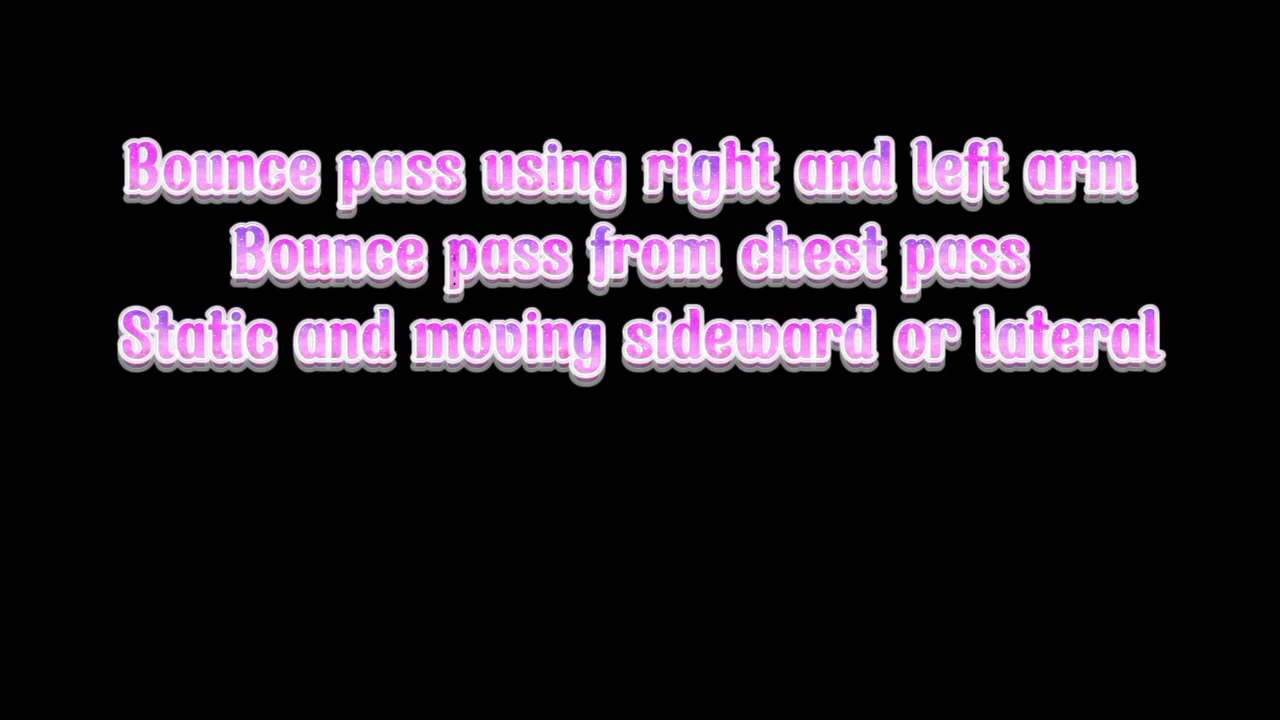 Bounce pass using right and left arm
Bounce pass from chest pass
Static and moving sideward or lateral